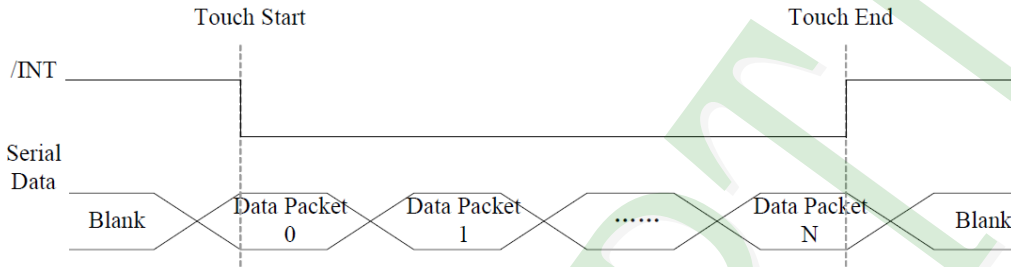 Touch Start
Touch End
/INT
Serial
Data
Blank
Data Packet
0
Data Packet
1
......
Data Packet
N
Blank